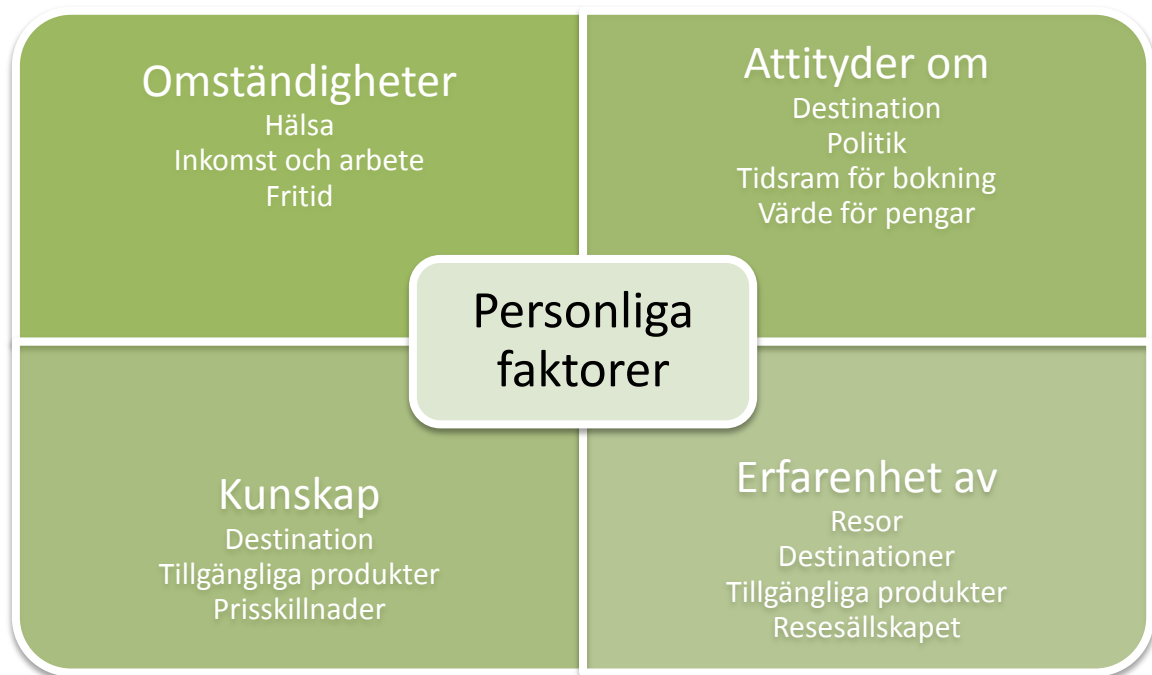 Omständigheter
Hälsa
Inkomst och arbete
Fritid
Attityder om
Destination
Politik
Tidsram för bokning
Värde för pengar
Personliga
faktorer
Kunskap
Destination
Tillgängliga produkter
Prisskillnader
Erfarenhet av
Resor
Destinationer
Tillgängliga produkter
Resesällskapet